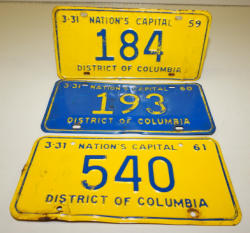 3-31 NATION'S CAPITAL 59
184
DISTRICT OF COLUMBIA
3-31 NATION'S CAPITAL 60
193
DISTRICT OF COLUMBIA
3-31 NATION'S CAPITAL 61
540
DISTRICT OF COLUMBIA